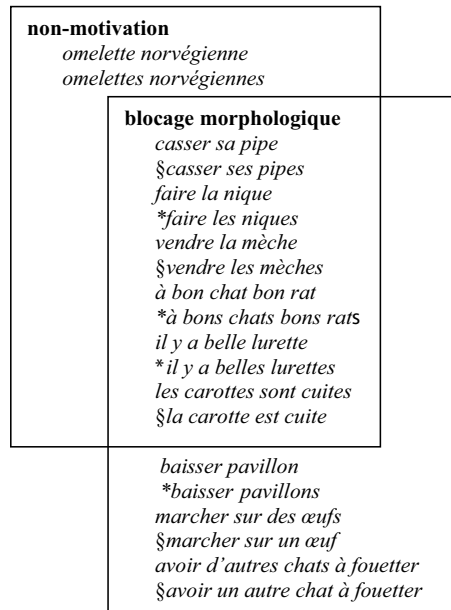 non-motivation
omelette norvégienne
omelettes norvégiennes
blocage morphologique
casser sa pipe
§casser ses pipes
faire la nique
*faire les niques
vendre la mèche
§vendre les mèches
à bon chat bon rat
*à bons chats bons rats
il y a belle lurette
*il y a belles lurettes
les carottes sont cuites
§la carotte est cuite
baisser pavillon
*baisser pavillons
marcher sur des œufs
§marcher sur un œuf
avoir d'autres chats à fouetter
§avoir un autre chat à fouetter